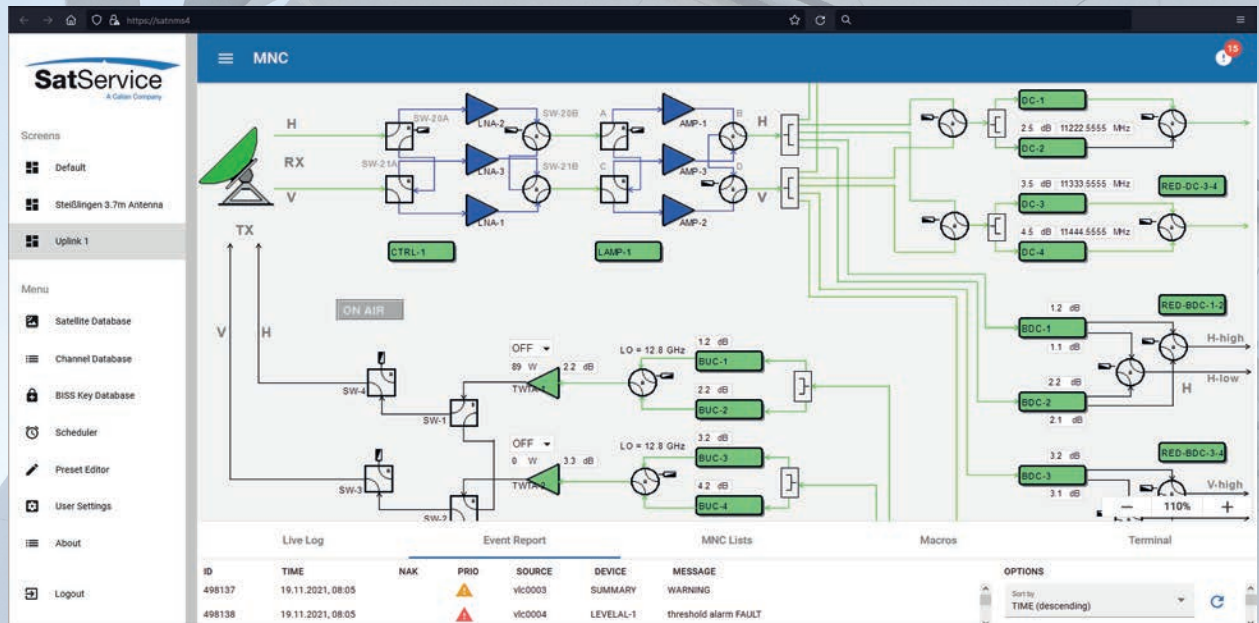 https://satnms4
SatService
A Calian Company
MNC
15
Screens
Default
Steißlingen 3.7m Antenna
Uplink 1
Menu
Satellite Database
Channel Database
BISS Key Database
Scheduler
Preset Editor
User Settings
About
Logout
H
RX
V
TX
V
H
SW-20A
LNA-2
SW-20B
SW-21A
LNA-3
SW-21B
LNA-1
CTRL-1
A
AMP-1
B
H
C
AMP-3
D
V
AMP-2
LAMP-1
DC-1
2.5 dB 11222.5555 MHz
DC-2
3.5 dB 11333.5555 MHz
RED-DC-3-4
DC-3
4.5 dB 11444.5555 MHz
DC-4
ON AIR
SW-4
SW-1
SW-3
SW-2
OFF
89 W 2.2 dB
TWTA-1
LO = 12.8 GHz
1.2 dB
BUC-1
2.2 dB
BUC-2
OFF
0 W 3.3 dB
TWTA-2
LO = 12.8 GHz
3.2 dB
BUC-3
4.2 dB
BUC-4
1.2 dB
RED-BDC-1-2
BDC-1
1.1 dB
H-high
H-low
H
2.2 dB
BDC-2
2.1 dB
3.2 dB
RED-BDC-3-4
BDC-3
3.1 dB
V-high
− 110% +
Live Log Event Report MNC Lists Macros Terminal
ID TIME NAK PRIO SOURCE DEVICE MESSAGE OPTIONS
498137 19.11.2021, 08:05 vlc0003 SUMMARY WARNING
498138 19.11.2021, 08:05 vlc0004 LEVELAL-1 threshold alarm FAULT
Sort by
TIME (descending)